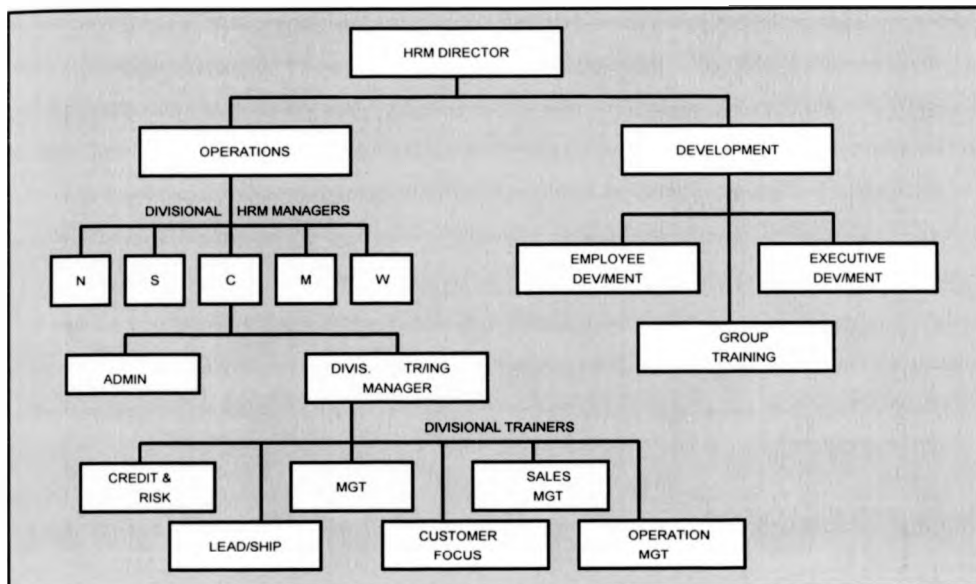 HRM DIRECTOR
OPERATIONS
DEVELOPMENT
DIVISIONAL HRM MANAGERS
N S C M W
EMPLOYEE
DEV/MENT
EXECUTIVE
DEV/MENT
GROUP
TRAINING
ADMIN
DIVIS. TR/ING
MANAGER
DIVISIONAL TRAINERS
CREDIT &
RISK
MGT
SALES
MGT
LEAD/SHIP
CUSTOMER
FOCUS
OPERATION
MGT